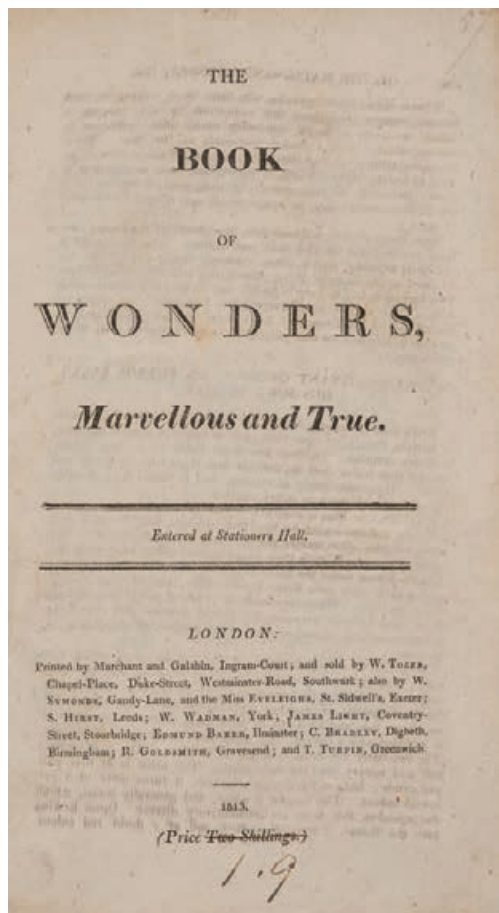 THE
BOOK
OF
WONDERS,
Marvellous and True.
Entered at Stationers Hall.
LONDON:
Printed by Marchant and Galabin, Ingram-Court; and sold by W. TOZER,
Chapel-Place, Duke-Street, Westminster-Road, Southwark; also by W.
SYMONDS, Gandy-Lane, and the Miss EVELEIGHS, St. Sidwell's, Exeter;
S. HIRST, Leeds; W. WADMAN, York; JAMES LIGHT, Coventry-
Street, Stourbridge; EDMUND BAKER, Ilminster; C. BRADLEY, Digbeth,
Birmingham; R. GOLDSMITH, Gravesend; and T. TURPIN, Greenwich
1813.
(Price Two Shillings.)
1.9